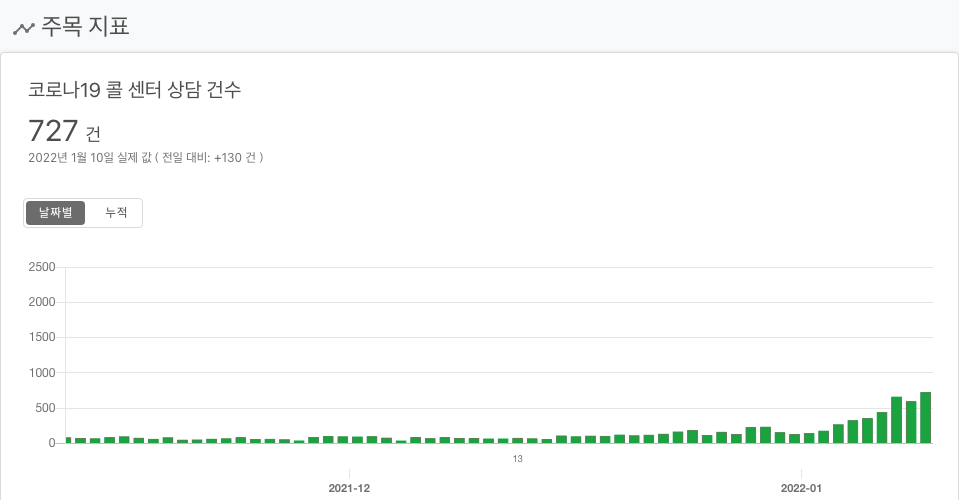 주목 지표
코로나19 콜 센터 상담 건수
727 건
2022년 1월 10일 실제 값 ( 전일 대비: +130 건 )
날짜별 누적
2500
2000
1500
1000
500
0
13
2021-12 2022-01